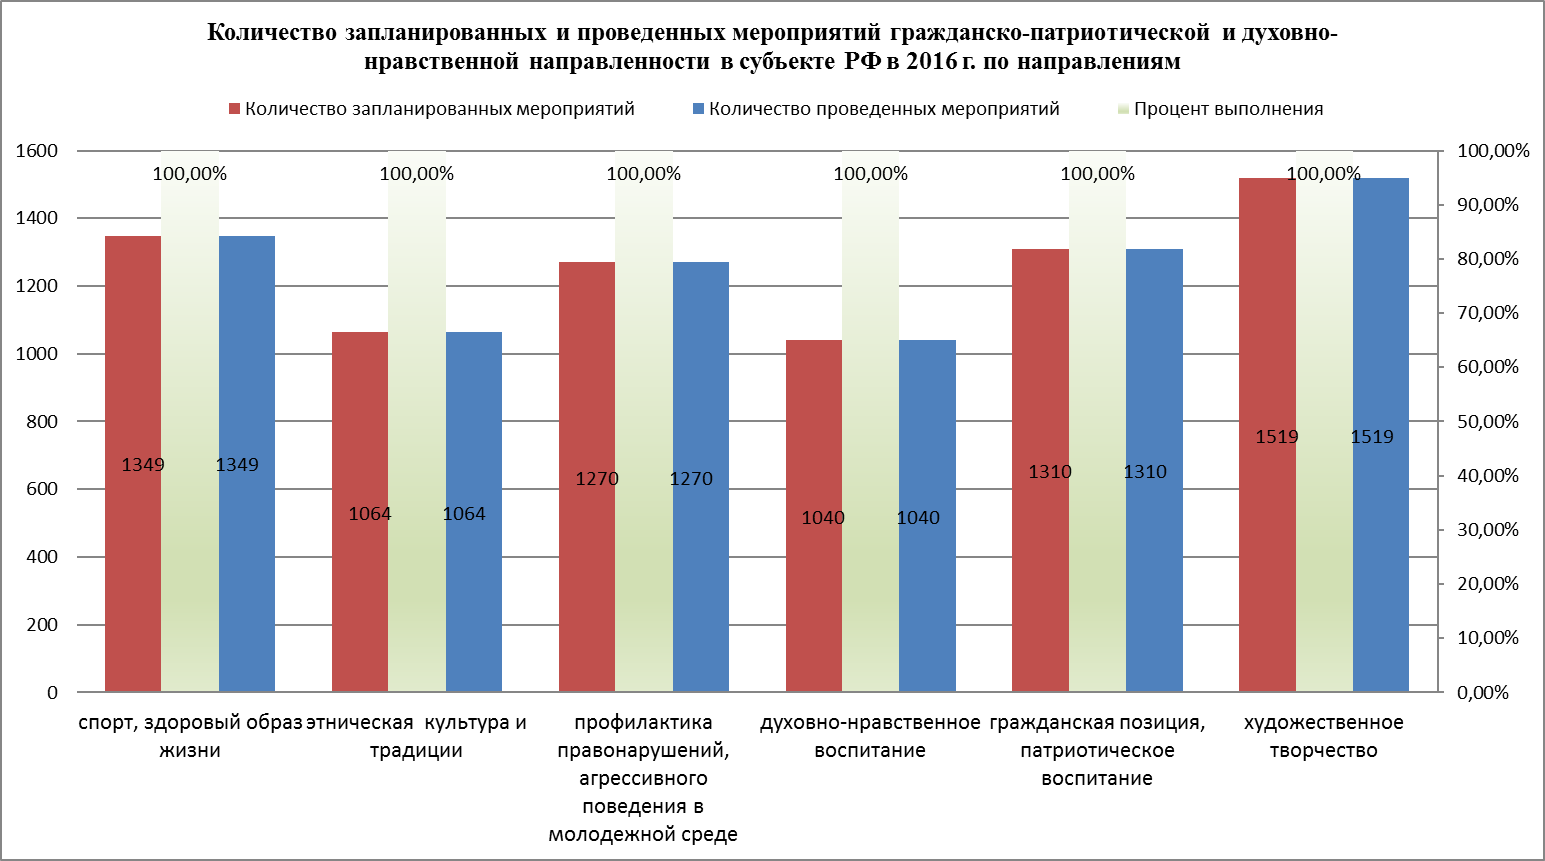 Количество запланированных и проведенных мероприятий гражданско-патриотической и духовно-
нравственной направленности в субъекте РФ в 2016 г. по направлениям
Количество запланированных мероприятий Количество проведенных мероприятий Процент выполнения
1600
1400
1200
1000
800
600
400
200
0
100,00% 100,00% 100,00% 100,00% 100,00% 100,00%
1349 1349
1064 1064
1270 1270
1040 1040
1310 1310
1519 1519
100,00%
90,00%
80,00%
70,00%
60,00%
50,00%
40,00%
30,00%
20,00%
10,00%
0,00%
спорт, здоровый образ
жизни
этническая культура и
традиции
профилактика
правонарушений,
агрессивного
поведения в
молодежной среде
духовно-нравственное
воспитание
гражданская позиция,
патриотическое
воспитание
художественное
творчество